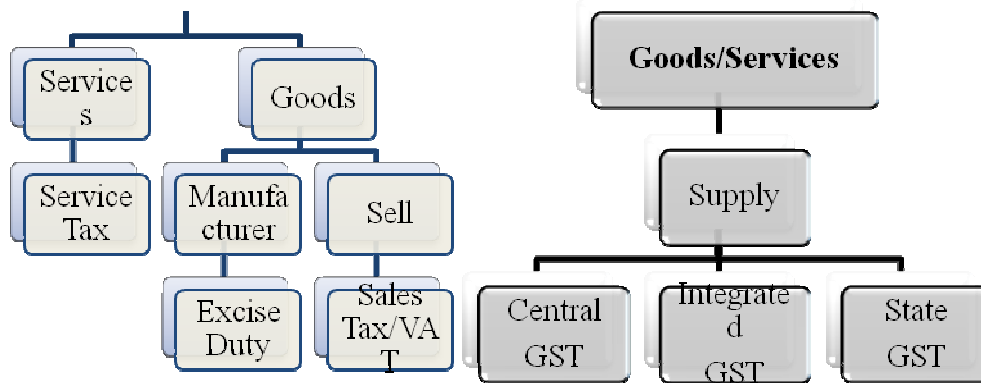 Service
s
Goods
Service
Tax
Manufa
cturer
Sell
Excise
Duty
Sales
Tax/VA
T
Goods/Services
Supply
Central
GST
Integrate
d
GST
State
GST